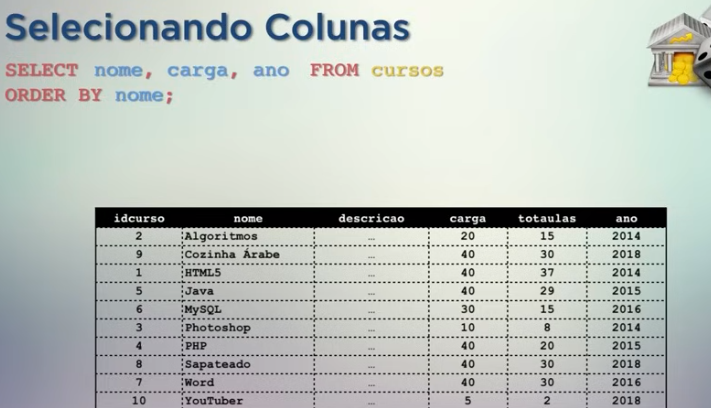 Selecionando Colunas
SELECT nome, carga, ano FROM cursos
ORDER BY nome;
idcurso nome descricao carga totaulas ano
2 Algoritmos ... 20 15 2014
9 Cozinha Árabe ... 40 30 2018
1 HTML5 ... 40 37 2014
5 Java ... 40 29 2015
6 MySQL ... 30 15 2016
3 Photoshop ... 10 8 2014
4 PHP ... 40 20 2015
8 Sapateado ... 40 30 2018
7 Word ... 40 30 2016
10 YouTuber ... 5 2 2018